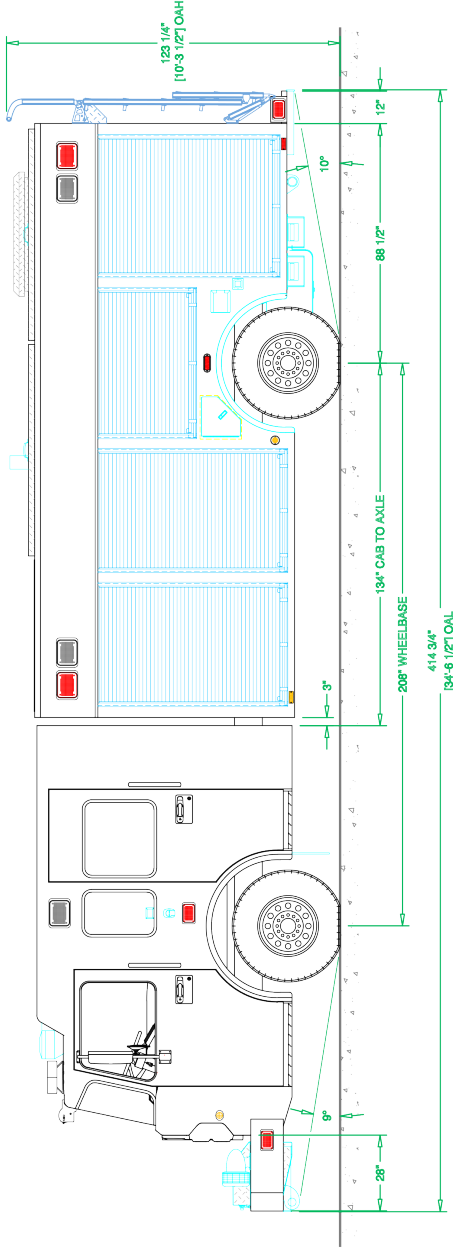 123 1/4"
[10'-3 1/2"] OAH
10°
12"
88 1/2"
134" CAB TO AXLE
208" WHEELBASE
3"
414 3/4"
[34'-6 1/2"] OAL
9°
28"